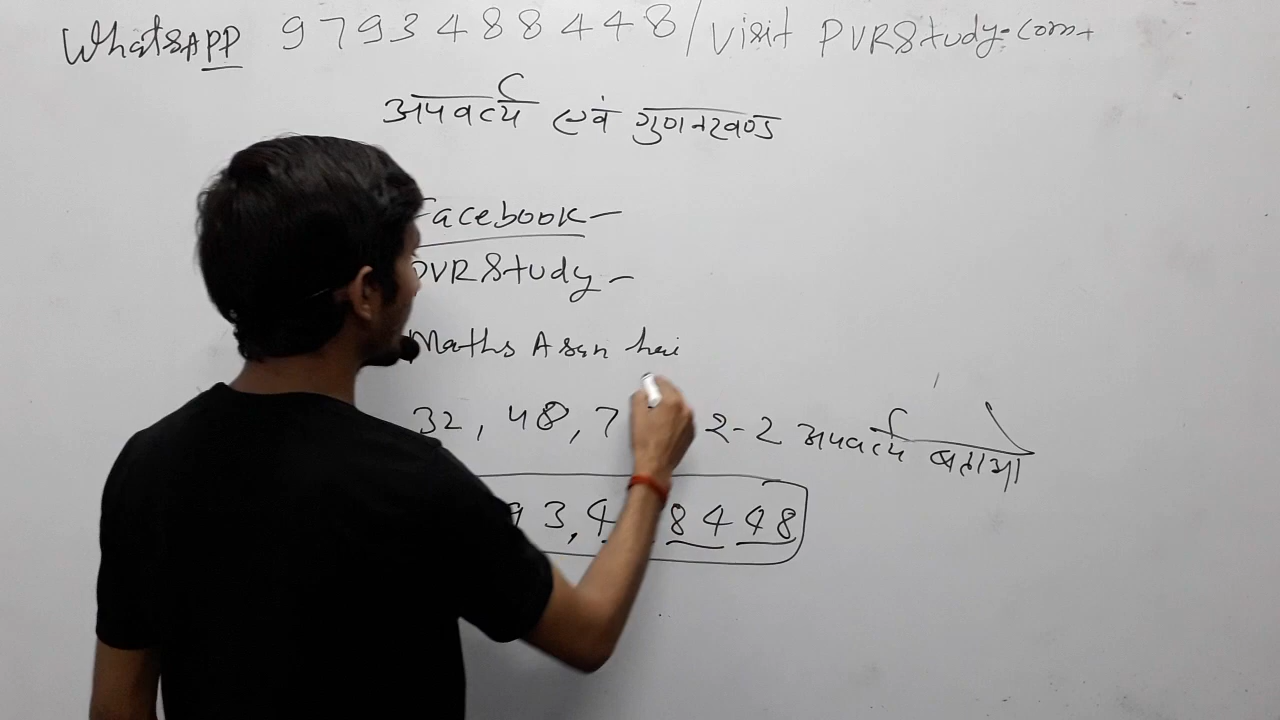 WhatsAPP 9793488448/Visit PVRStudy.com
अपवर्त्य एवं गुणनखण्ड
Facebook-
PVRStudy-
Maths Asan hai
32, 48, 7 2-2 अपवर्त्य बताओ
93,4 8448